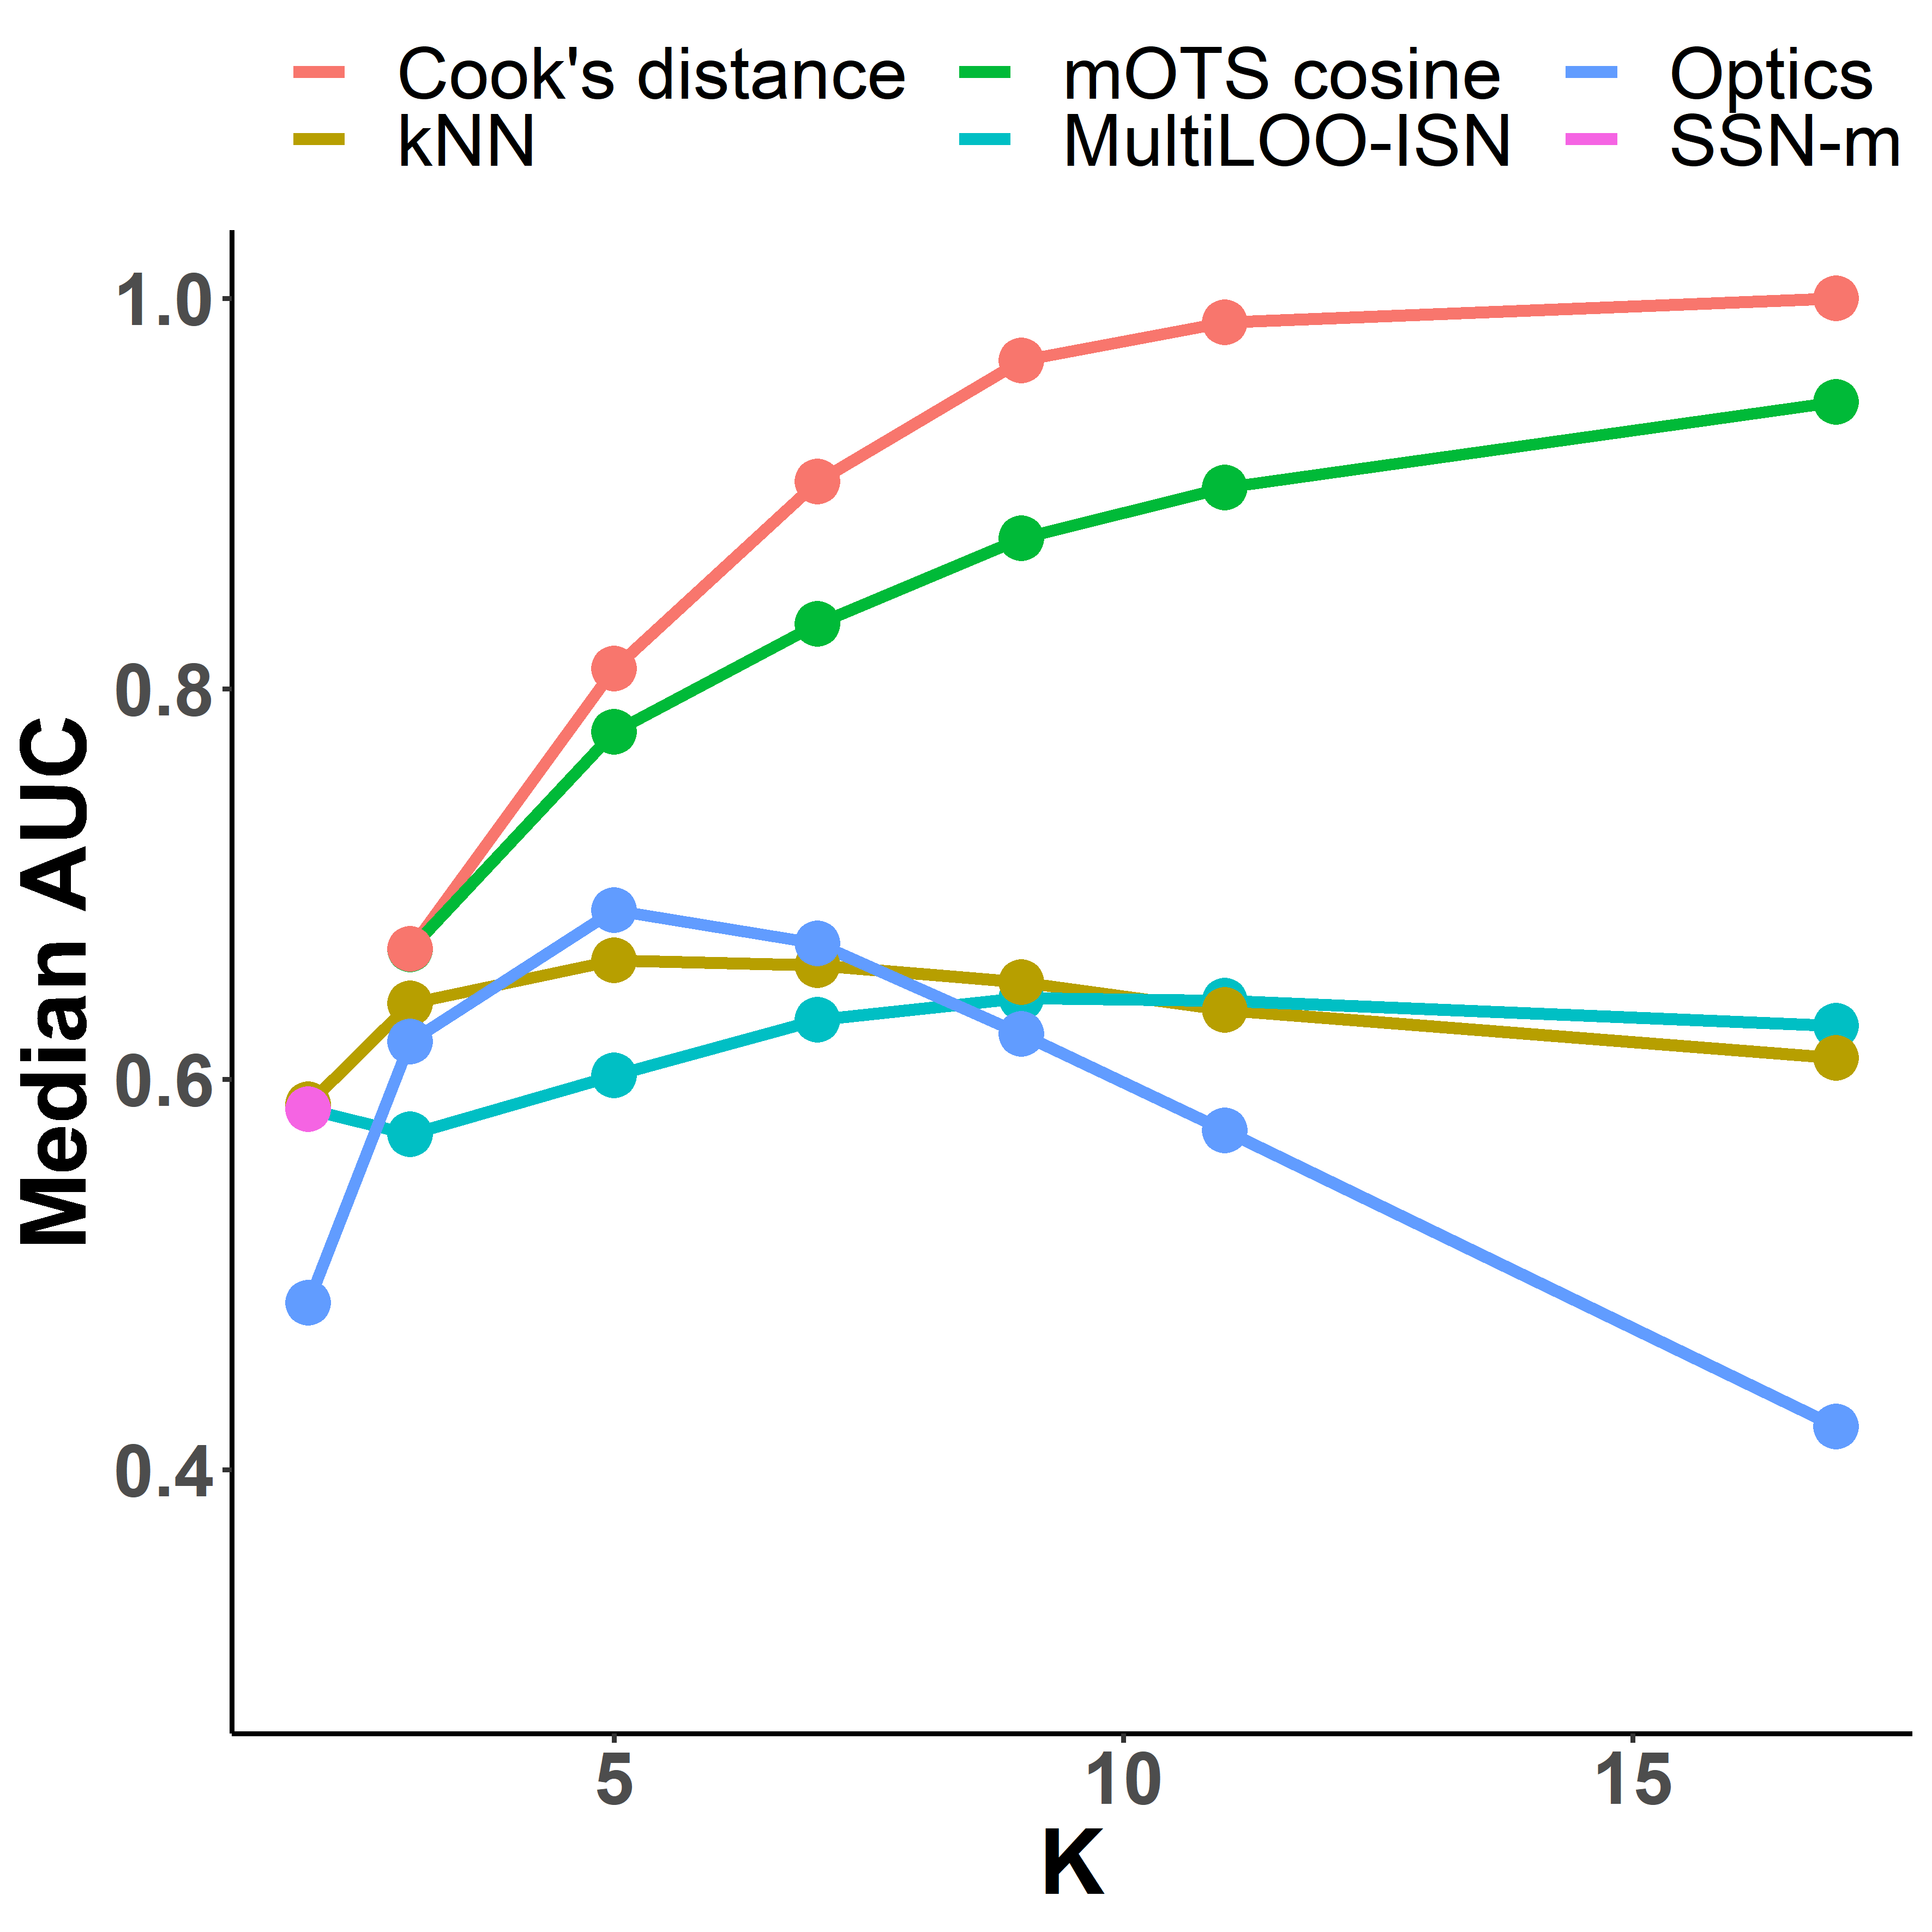 Cook's distance mOTS cosine Optics
kNN MultiLOO-ISN SSN-m
1.0
0.8
0.6
0.4
Median AUC
5 10 15
K